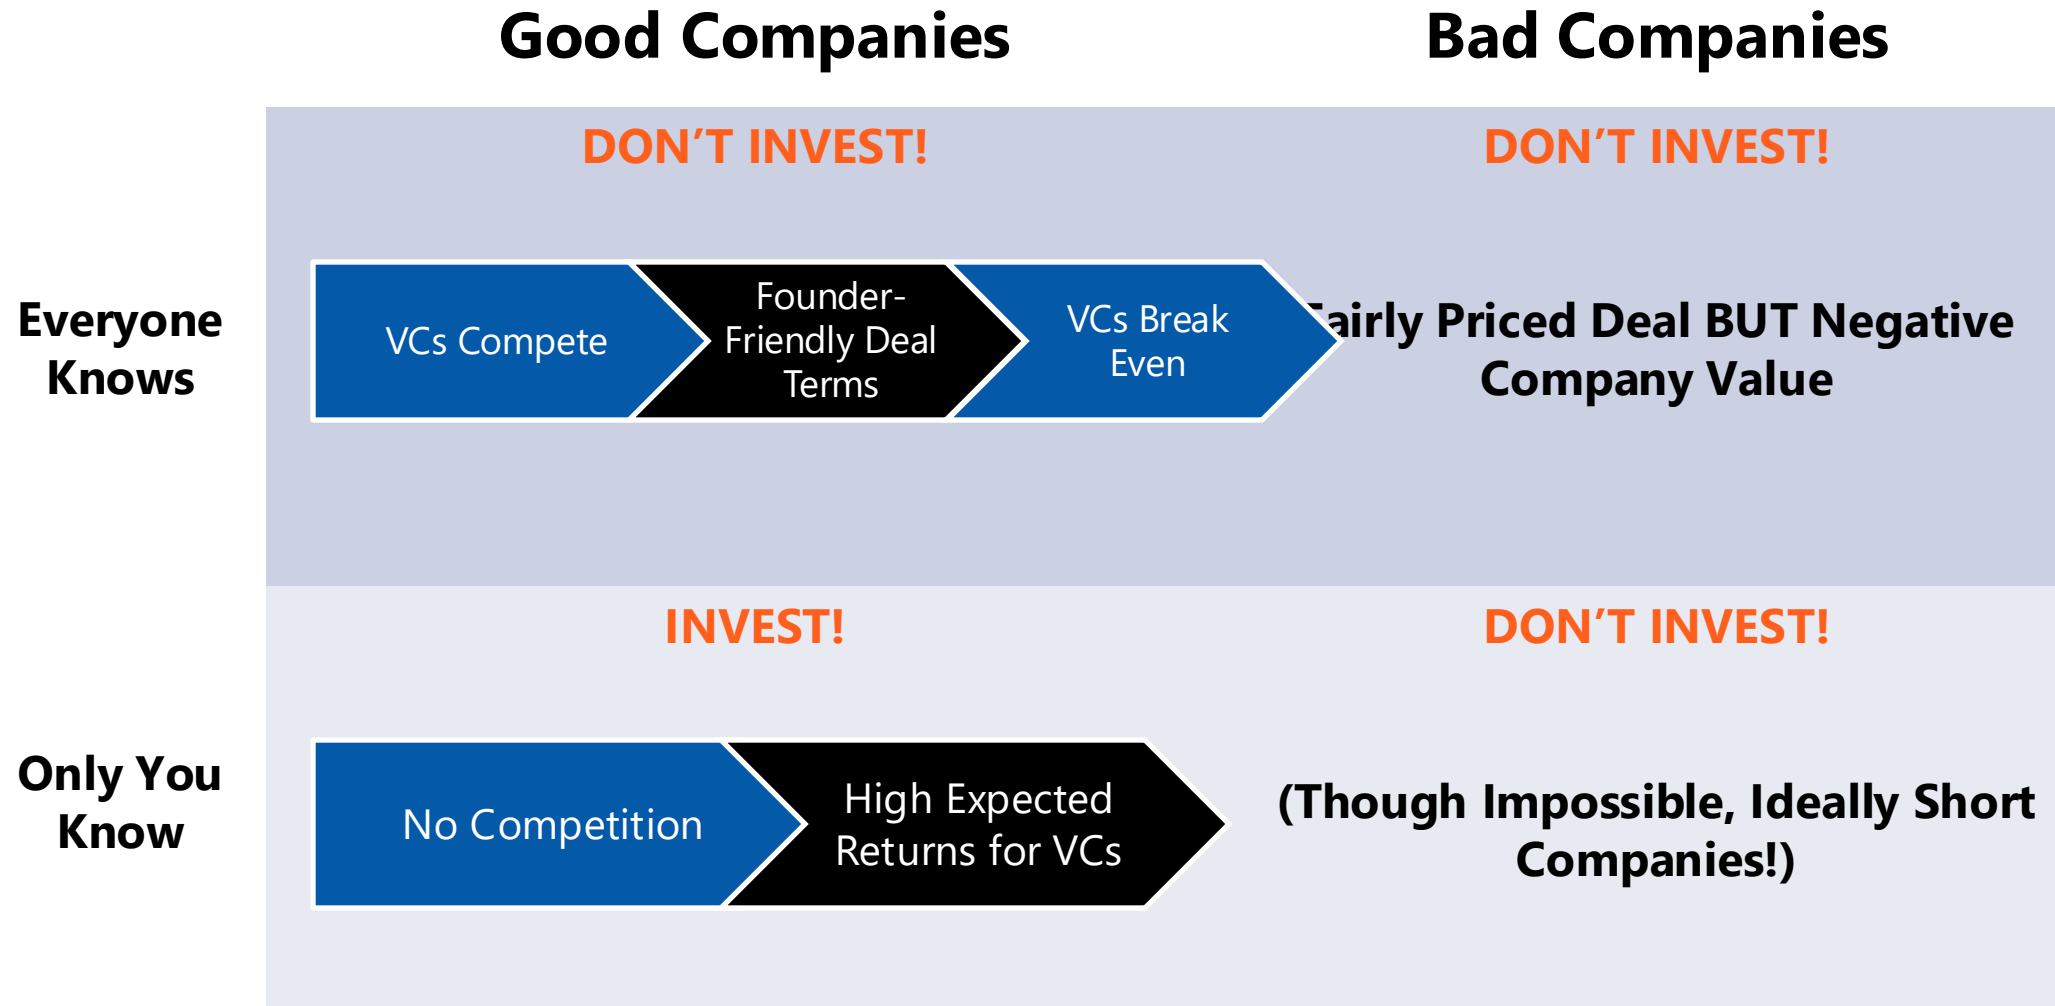 Good Companies
Bad Companies
DON’T INVEST!
DON’T INVEST!
Everyone
Knows
VCs Compete
Founder-
Friendly Deal
Terms
VCs Break
Even
Fairly Priced Deal BUT Negative
Company Value
INVEST!
DON’T INVEST!
Only You
Know
No Competition
High Expected
Returns for VCs
(Though Impossible, Ideally Short
Companies!)